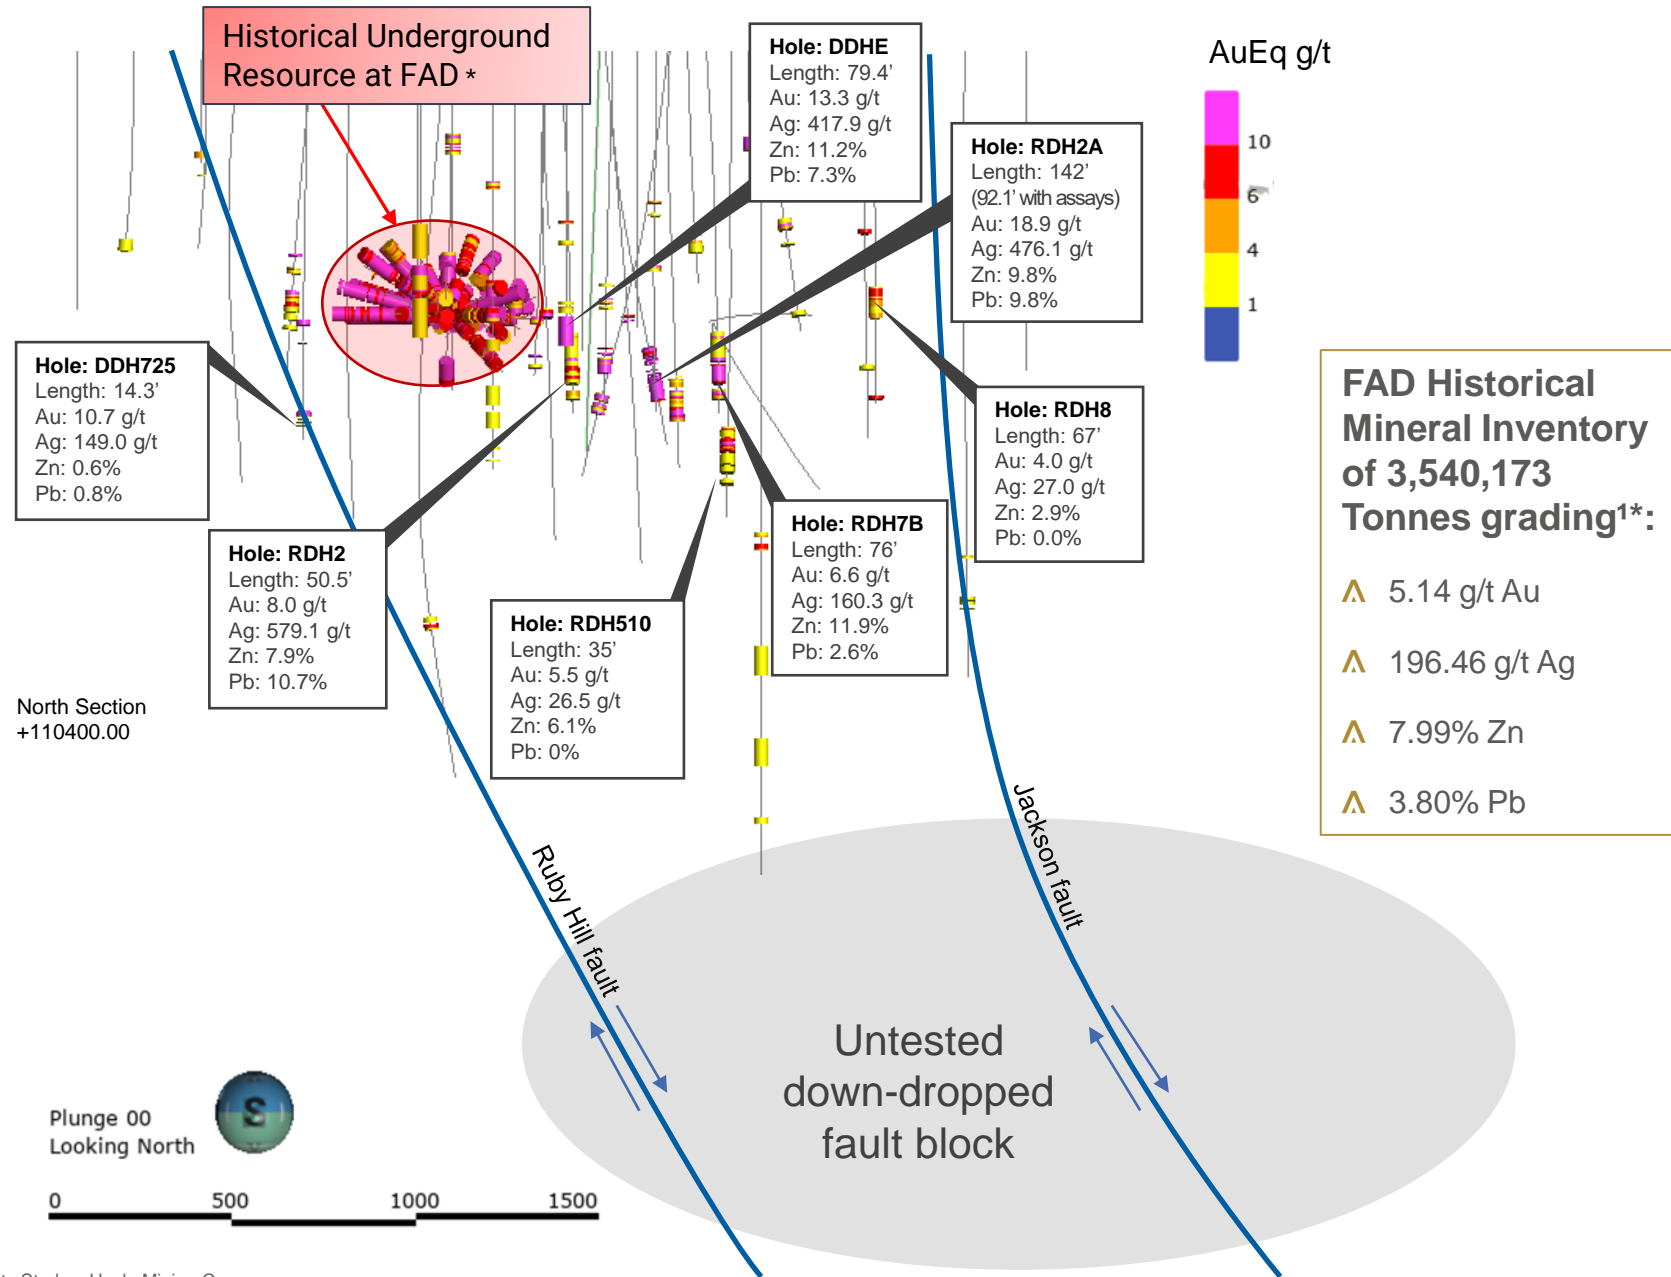 Historical Underground
Resource at FAD *
Hole: DDHE
Length: 79.4'
Au: 13.3 g/t
Ag: 417.9 g/t
Zn: 11.2%
Pb: 7.3%
Hole: RDH2A
Length: 142'
(92.1' with assays)
Au: 18.9 g/t
Ag: 476.1 g/t
Zn: 9.8%
Pb: 9.8%
AuEq g/t
10
6
4
1
Hole: DDH725
Length: 14.3'
Au: 10.7 g/t
Ag: 149.0 g/t
Zn: 0.6%
Pb: 0.8%
Hole: RDH8
Length: 67'
Au: 4.0 g/t
Ag: 27.0 g/t
Zn: 2.9%
Pb: 0.0%
Hole: RDH2
Length: 50.5'
Au: 8.0 g/t
Ag: 579.1 g/t
Zn: 7.9%
Pb: 10.7%
Hole: RDH510
Length: 35'
Au: 5.5 g/t
Ag: 26.5 g/t
Zn: 6.1%
Pb: 0%
Hole: RDH7B
Length: 76'
Au: 6.6 g/t
Ag: 160.3 g/t
Zn: 11.9%
Pb: 2.6%
FAD Historical
Mineral Inventory
of 3,540,173
Tonnes grading¹*:
5.14 g/t Au
196.46 g/t Ag
7.99% Zn
3.80% Pb
North Section
+110400.00
Ruby Hill fault
Jackson fault
Untested
down-dropped
fault block
Plunge 00
Looking North
S
0 500 1000 1500